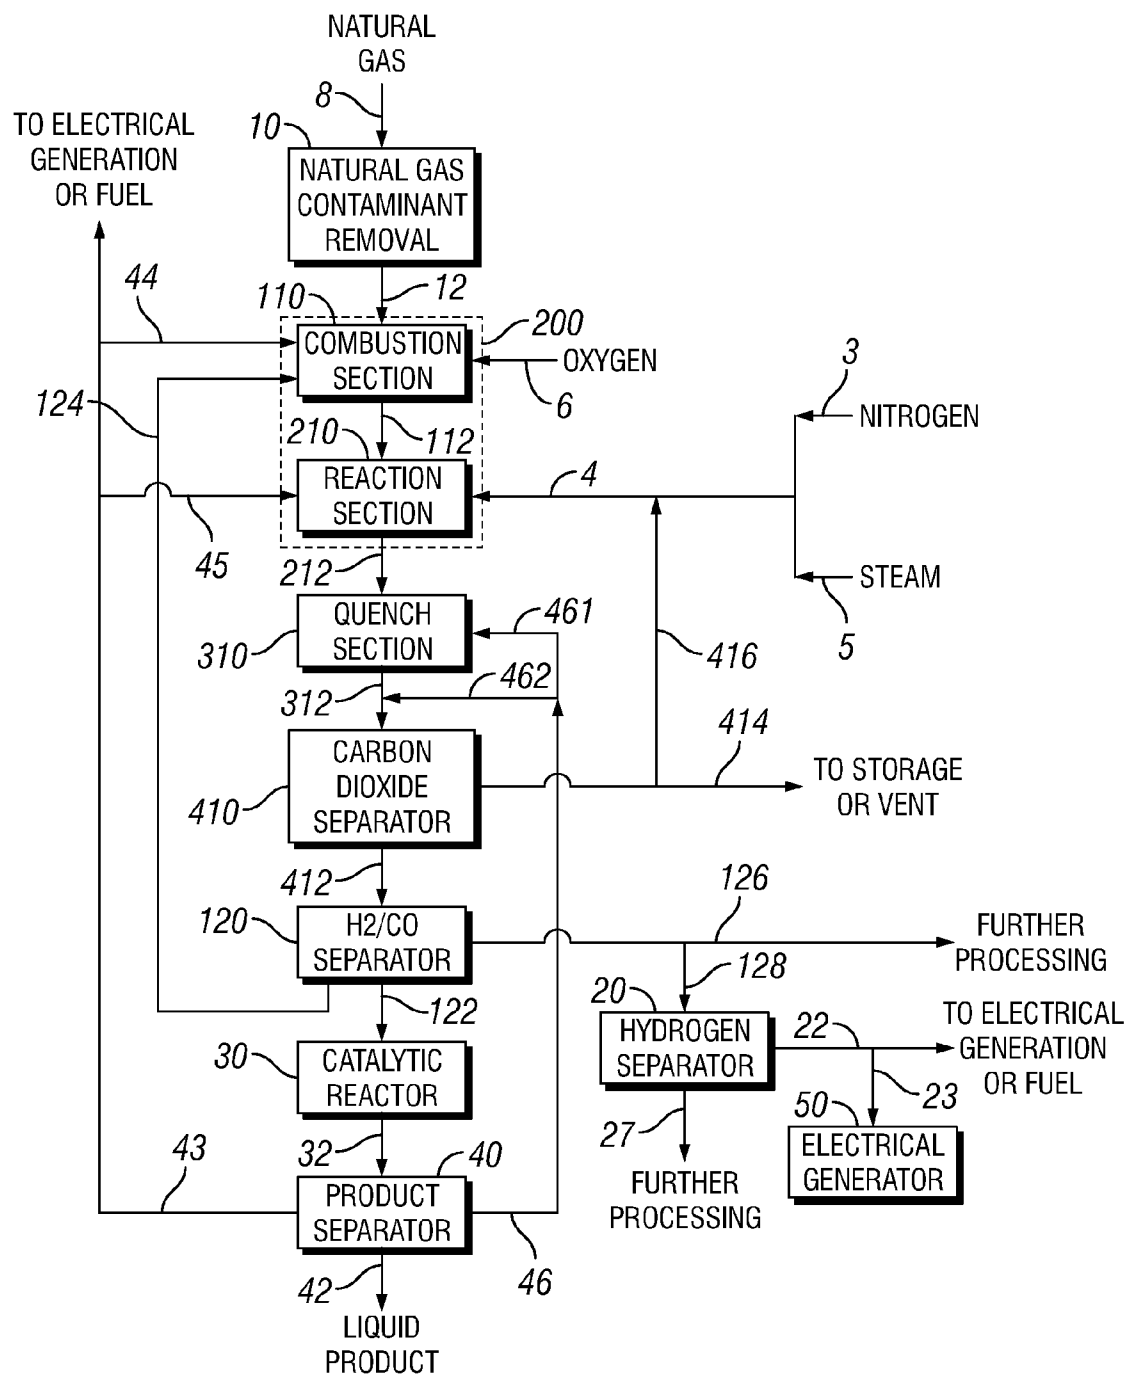 NATURAL
GAS
8
TO ELECTRICAL
GENERATION
OR FUEL
10
NATURAL GAS
CONTAMINANT
REMOVAL
44
12
110
200
COMBUSTION
SECTION
OXYGEN
6
3
NITROGEN
124
112
210
REACTION
SECTION
4
45
212
STEAM
5
QUENCH
SECTION
310
461
416
462
312
414
CARBON
DIOXIDE
SEPARATOR
410
TO STORAGE
OR VENT
412
126
120
H2/CO
SEPARATOR
FURTHER
PROCESSING
128
122
20
HYDROGEN
SEPARATOR
22
TO ELECTRICAL
GENERATION
OR FUEL
30
CATALYTIC
REACTOR
23
50
27
ELECTRICAL
GENERATOR
43
32
40
PRODUCT
SEPARATOR
FURTHER
PROCESSING
46
42
LIQUID
PRODUCT